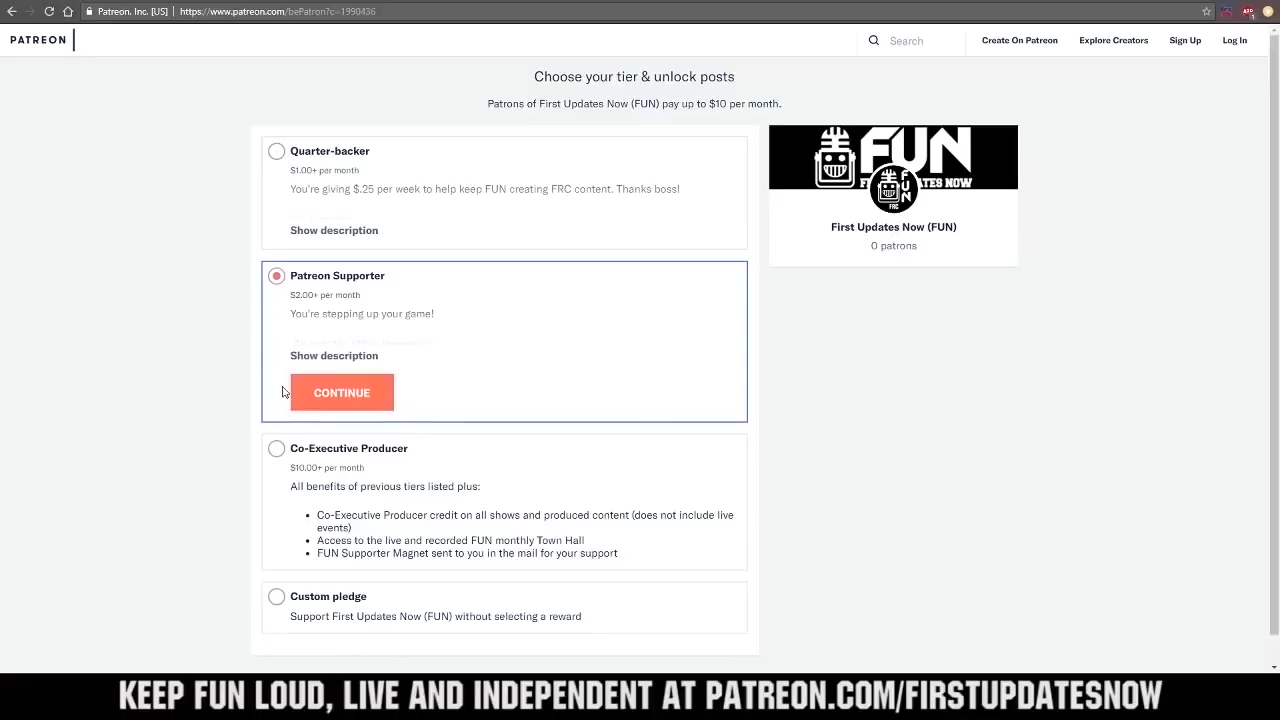 Patreon, Inc. [US] | https://www.patreon.com/bePatron?c=1990436
PATREON
Search
Create On Patreon
Explore Creators
Sign Up
Log In
Choose your tier & unlock posts
Patrons of First Updates Now (FUN) pay up to $10 per month.
Quarter-backer
$1.00+ per month
You're giving $.25 per week to help keep FUN creating FRC content. Thanks boss!
Show description
Patreon Supporter
$2.00+ per month
You're stepping up your game!
Show description
CONTINUE
Co-Executive Producer
$10.00+ per month
All benefits of previous tiers listed plus:
• Co-Executive Producer credit on all shows and produced content (does not include live
events)
• Access to the live and recorded FUN monthly Town Hall
• FUN Supporter Magnet sent to you in the mail for your support
Custom pledge
Support First Updates Now (FUN) without selecting a reward
FUN
FUN
FRC
First Updates Now (FUN)
0 patrons
KEEP FUN LOUD, LIVE AND INDEPENDENT AT PATREON.COM/FIRSTUPDATESNOW